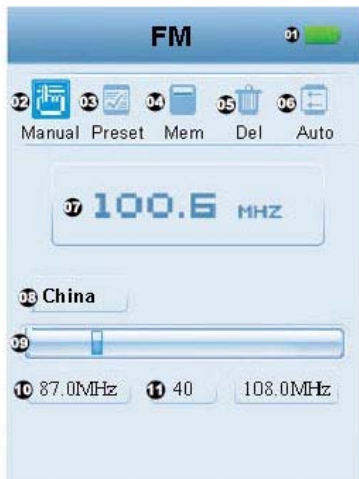 FM 01
02 03 04 05 06
Manual Preset Mem Del Auto
07 100.6 MHZ
08 China
09
10 87.0MHz 11 40 108.0MHz